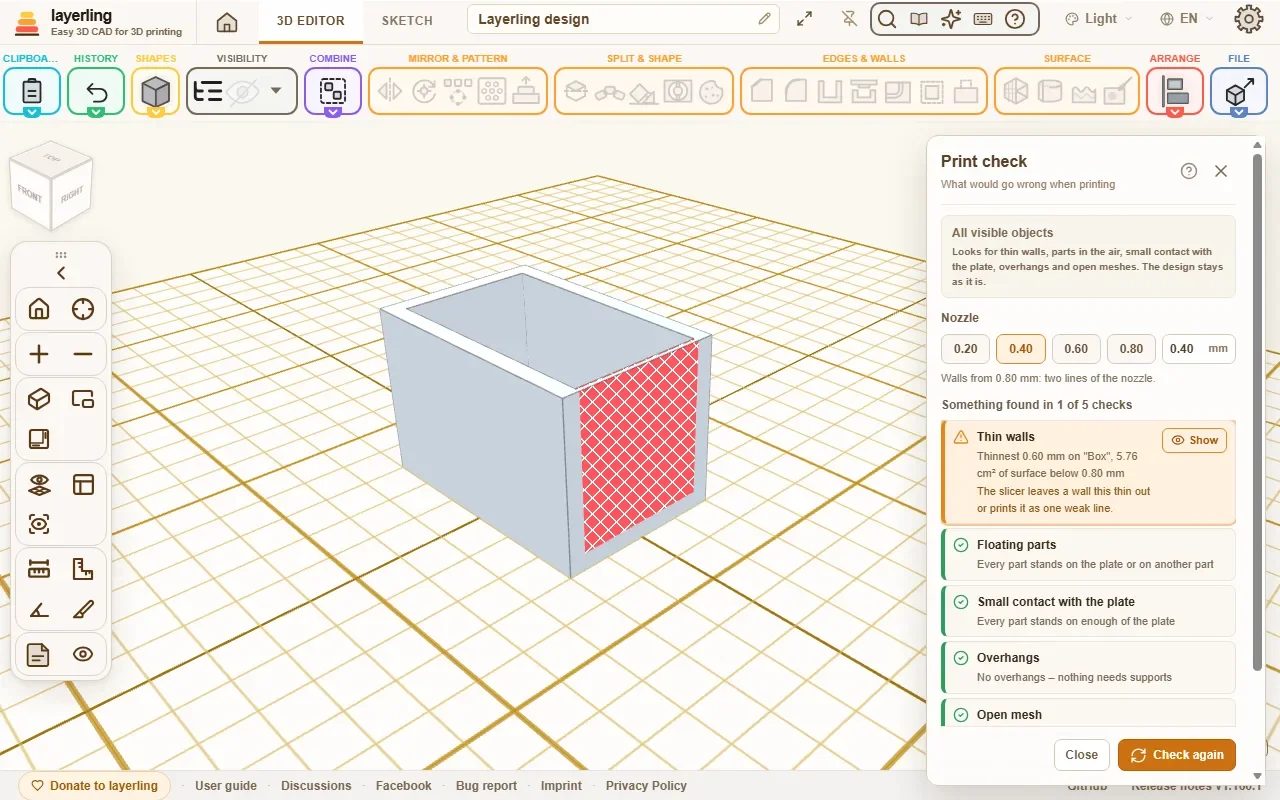 layerling
Easy 3D CAD for 3D printing
3D EDITOR
SKETCH
Layerling design
Light
EN
CLIPBOA...
HISTORY
SHAPES
VISIBILITY
COMBINE
MIRROR & PATTERN
SPLIT & SHAPE
EDGES & WALLS
SURFACE
ARRANGE
FILE
TOP
FRONT
RIGHT
Print check
What would go wrong when printing
All visible objects
Looks for thin walls, parts in the air, small contact with
the plate, overhangs and open meshes. The design stays
as it is.
Nozzle
0.20
0.40
0.60
0.80
0.40 mm
Walls from 0.80 mm: two lines of the nozzle.
Something found in 1 of 5 checks
Thin walls
Show
Thinnest 0.60 mm on "Box", 5.76
cm² of surface below 0.80 mm
The slicer leaves a wall this thin out
or prints it as one weak line.
Floating parts
Every part stands on the plate or on another part
Small contact with the plate
Every part stands on enough of the plate
Overhangs
No overhangs – nothing needs supports
Open mesh
Close
Check again
Donate to layerling
· User guide · Discussions · Facebook · Bug report · Imprint · Privacy Policy
GitHub · Release notes v1.160.1